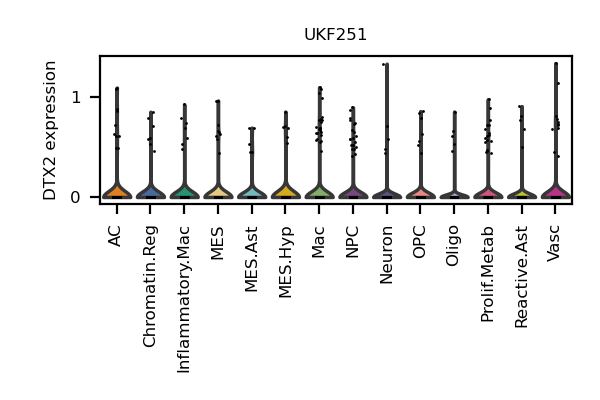 UKF251
DTX2 expression
1
0
AC
Chromatin.Reg
Inflammatory.Mac
MES
MES.Ast
MES.Hyp
Mac
NPC
Neuron
OPC
Oligo
Prolif.Metab
Reactive.Ast
Vasc